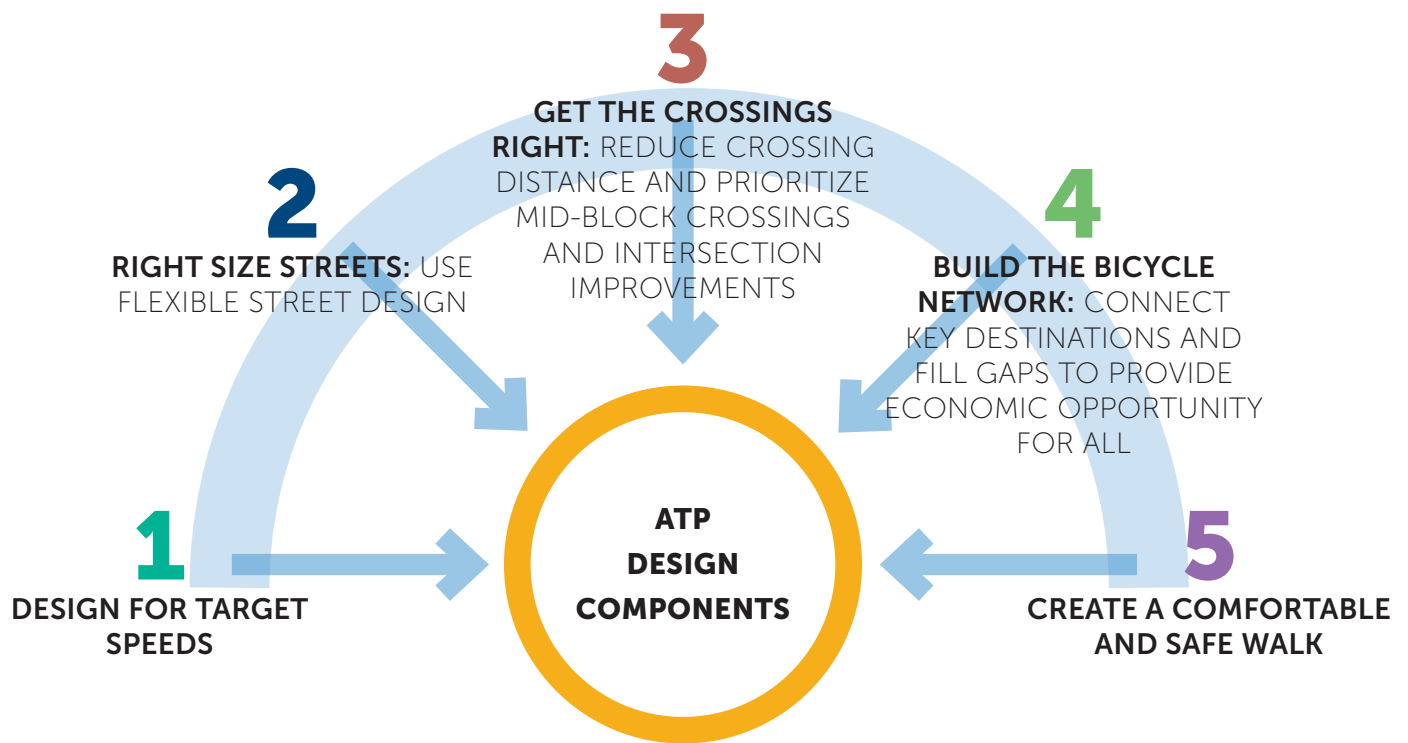 1
DESIGN FOR TARGET
SPEEDS
2
RIGHT SIZE STREETS: USE
FLEXIBLE STREET DESIGN
3
GET THE CROSSINGS
RIGHT: REDUCE CROSSING
DISTANCE AND PRIORITIZE
MID-BLOCK CROSSINGS
AND INTERSECTION
IMPROVEMENTS
4
BUILD THE BICYCLE
NETWORK: CONNECT
KEY DESTINATIONS AND
FILL GAPS TO PROVIDE
ECONOMIC OPPORTUNITY
FOR ALL
5
CREATE A COMFORTABLE
AND SAFE WALK
ATP
DESIGN
COMPONENTS